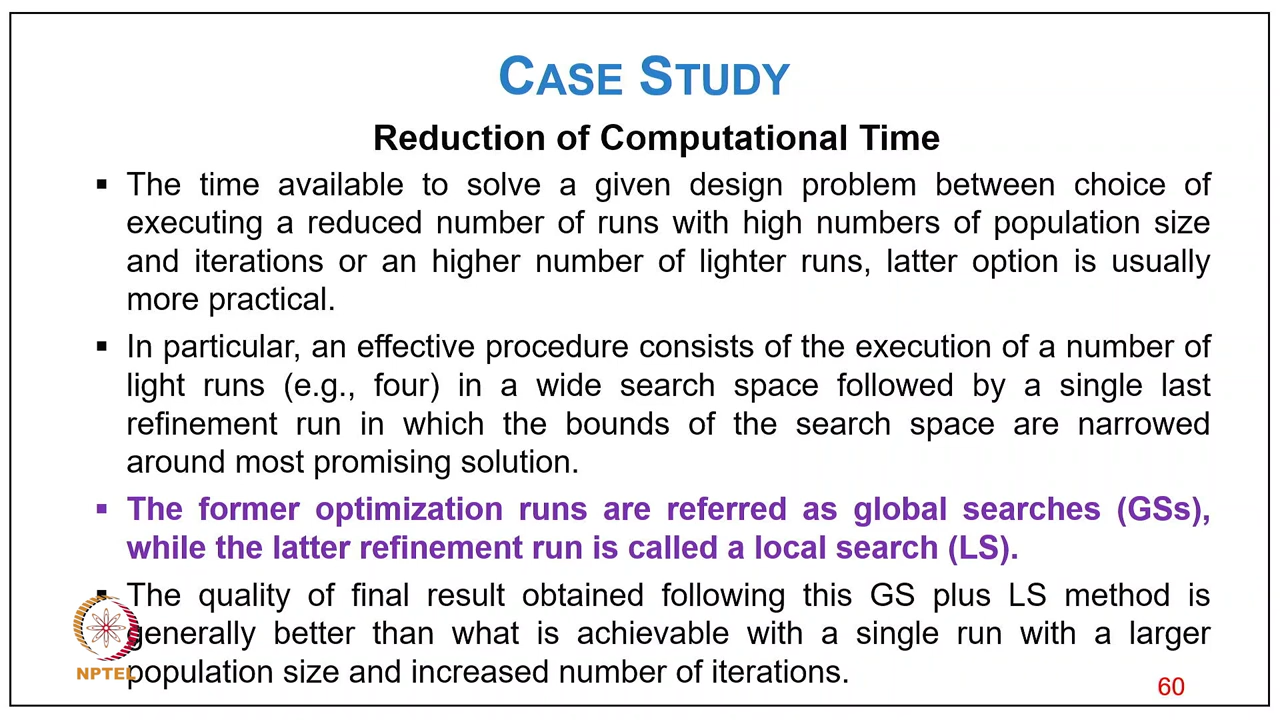 CASE STUDY
Reduction of Computational Time
▪ The time available to solve a given design problem between choice of
executing a reduced number of runs with high numbers of population size
and iterations or an higher number of lighter runs, latter option is usually
more practical.
▪ In particular, an effective procedure consists of the execution of a number of
light runs (e.g., four) in a wide search space followed by a single last
refinement run in which the bounds of the search space are narrowed
around most promising solution.
▪ The former optimization runs are referred as global searches (GSs),
while the latter refinement run is called a local search (LS).
▪ The quality of final result obtained following this GS plus LS method is
generally better than what is achievable with a single run with a larger
population size and increased number of iterations.
NPTEL
60